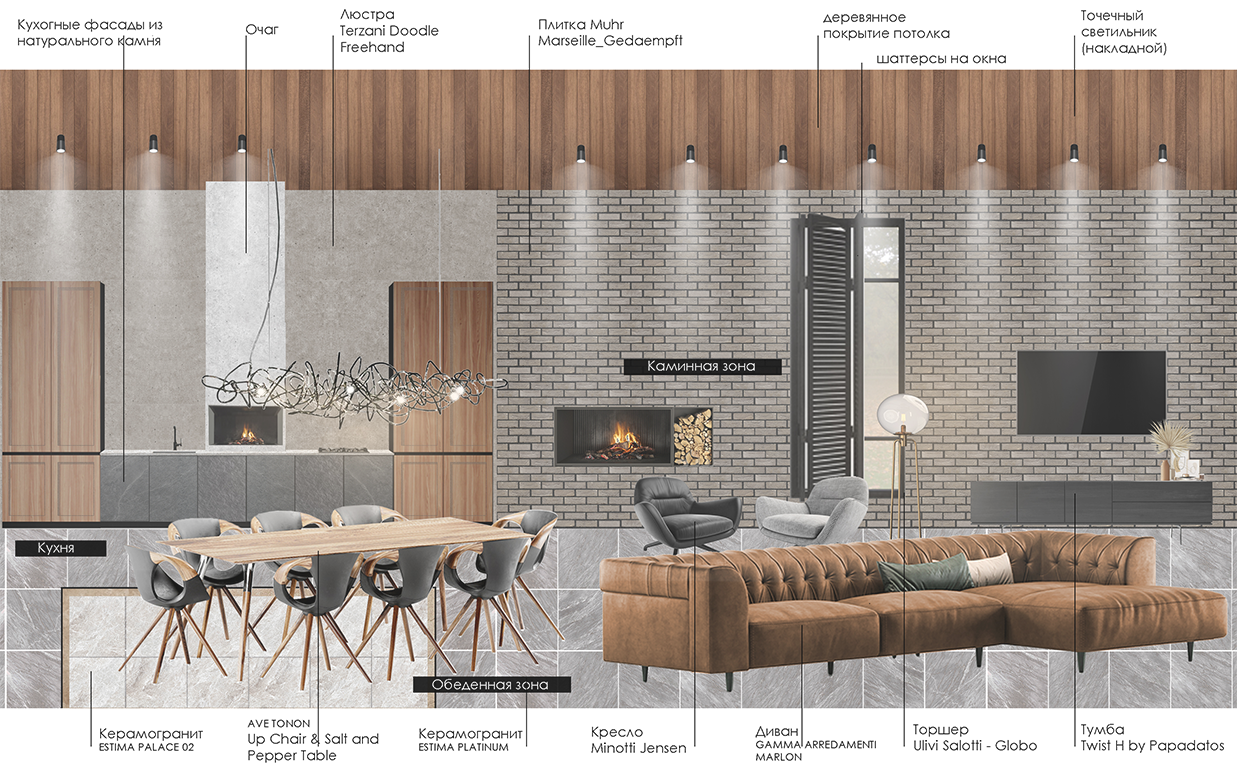 Кухогные фасады из
натурального камня
Очаг
Люстра
Terzani Doodle
Freehand
Плитка Muhr
Marseille_Gedaempft
деревянное
покрытие потолка
шаттерсы на окна
Точечный
светильник
(накладной)
Каминная зона
Кухня
Обеденная зона
Керамогранит
ESTIMA PALACE 02
AVE TONON
Up Chair & Salt and
Pepper Table
Керамогранит
ESTIMA PLATINUM
Кресло
Minotti Jensen
Диван
GAMMA ARREDAMENTI
MARLON
Торшер
Ulivi Salotti - Globo
Тумба
Twist H by Papadatos